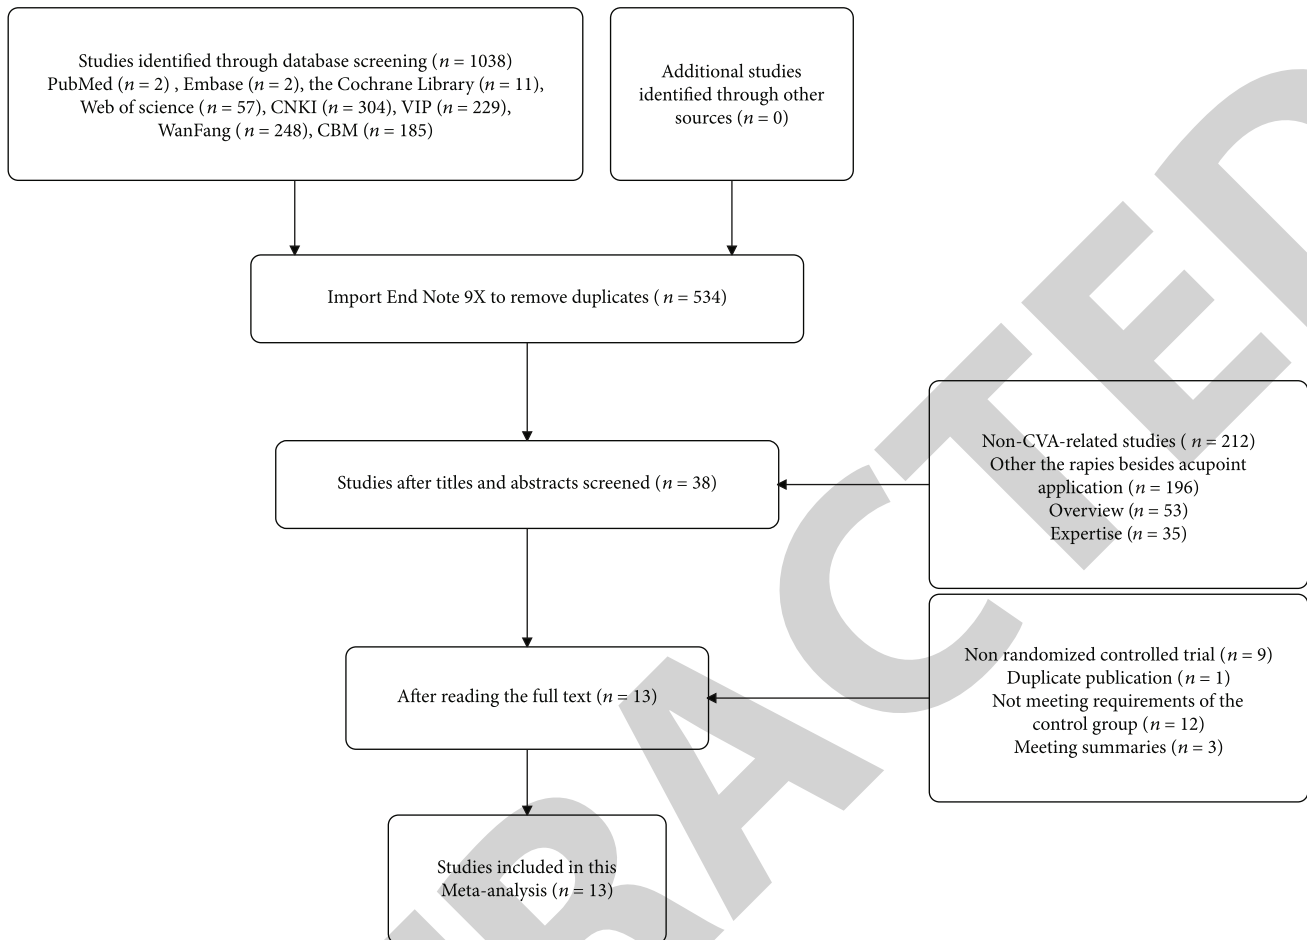 Studies identified through database screening (n = 1038)
PubMed (n = 2) , Embase (n = 2), the Cochrane Library (n = 11),
Web of science (n = 57), CNKI (n = 304), VIP (n = 229),
WanFang ( n = 248), CBM (n = 185)
Additional studies
identified through other
sources (n = 0)
Import End Note 9X to remove duplicates ( n = 534)
Studies after titles and abstracts screened (n = 38)
Non-CVA-related studies ( n = 212)
Other the rapies besides acupoint
application (n = 196)
Overview (n = 53)
Expertise (n = 35)
After reading the full text (n = 13)
Non randomized controlled trial (n = 9)
Duplicate publication (n = 1)
Not meeting requirements of the
control group (n = 12)
Meeting summaries (n = 3)
Studies included in this
Meta-analysis (n = 13)
RACTED